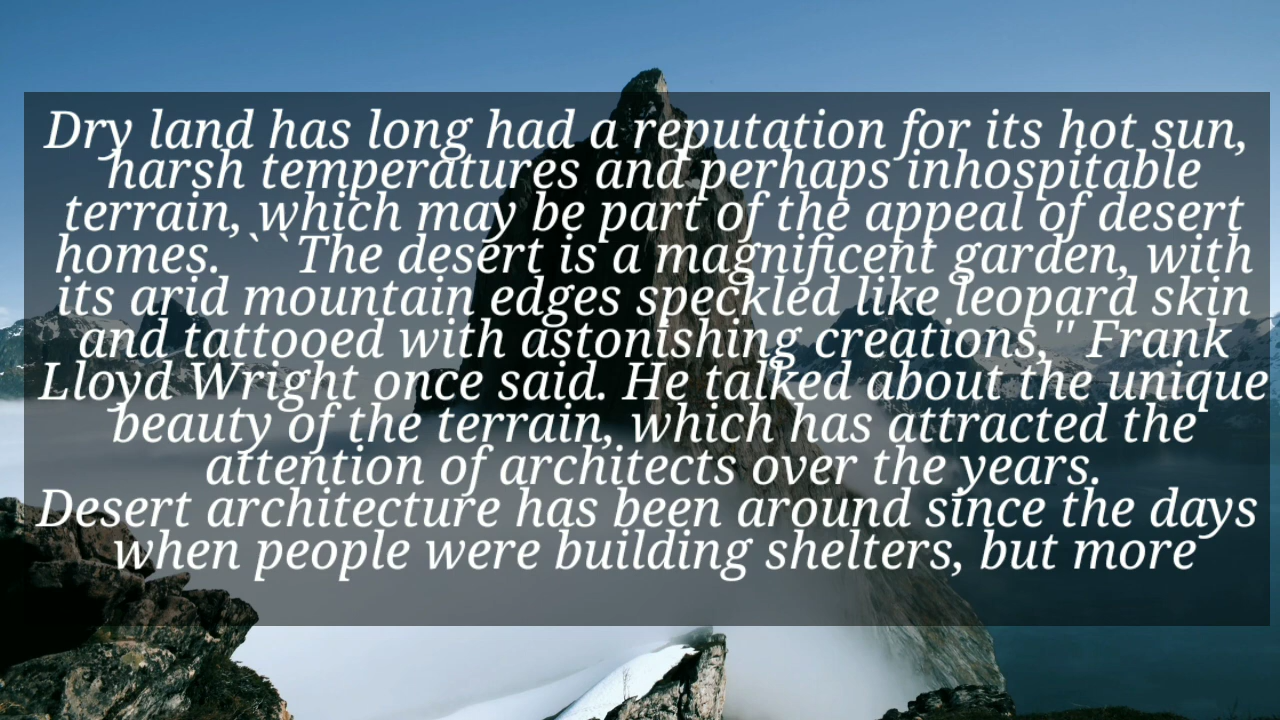 Dry land has long had a reputation for its hot sun,
harsh temperatures and perhaps inhospitable
terrain, which may be part of the appeal of desert
homes. ``The desert is a magnificent garden, with
its arid mountain edges speckled like leopard skin
and tattooed with astonishing creations,'' Frank
Lloyd Wright once said. He talked about the unique
beauty of the terrain, which has attracted the
attention of architects over the years.
Desert architecture has been around since the days
when people were building shelters, but more